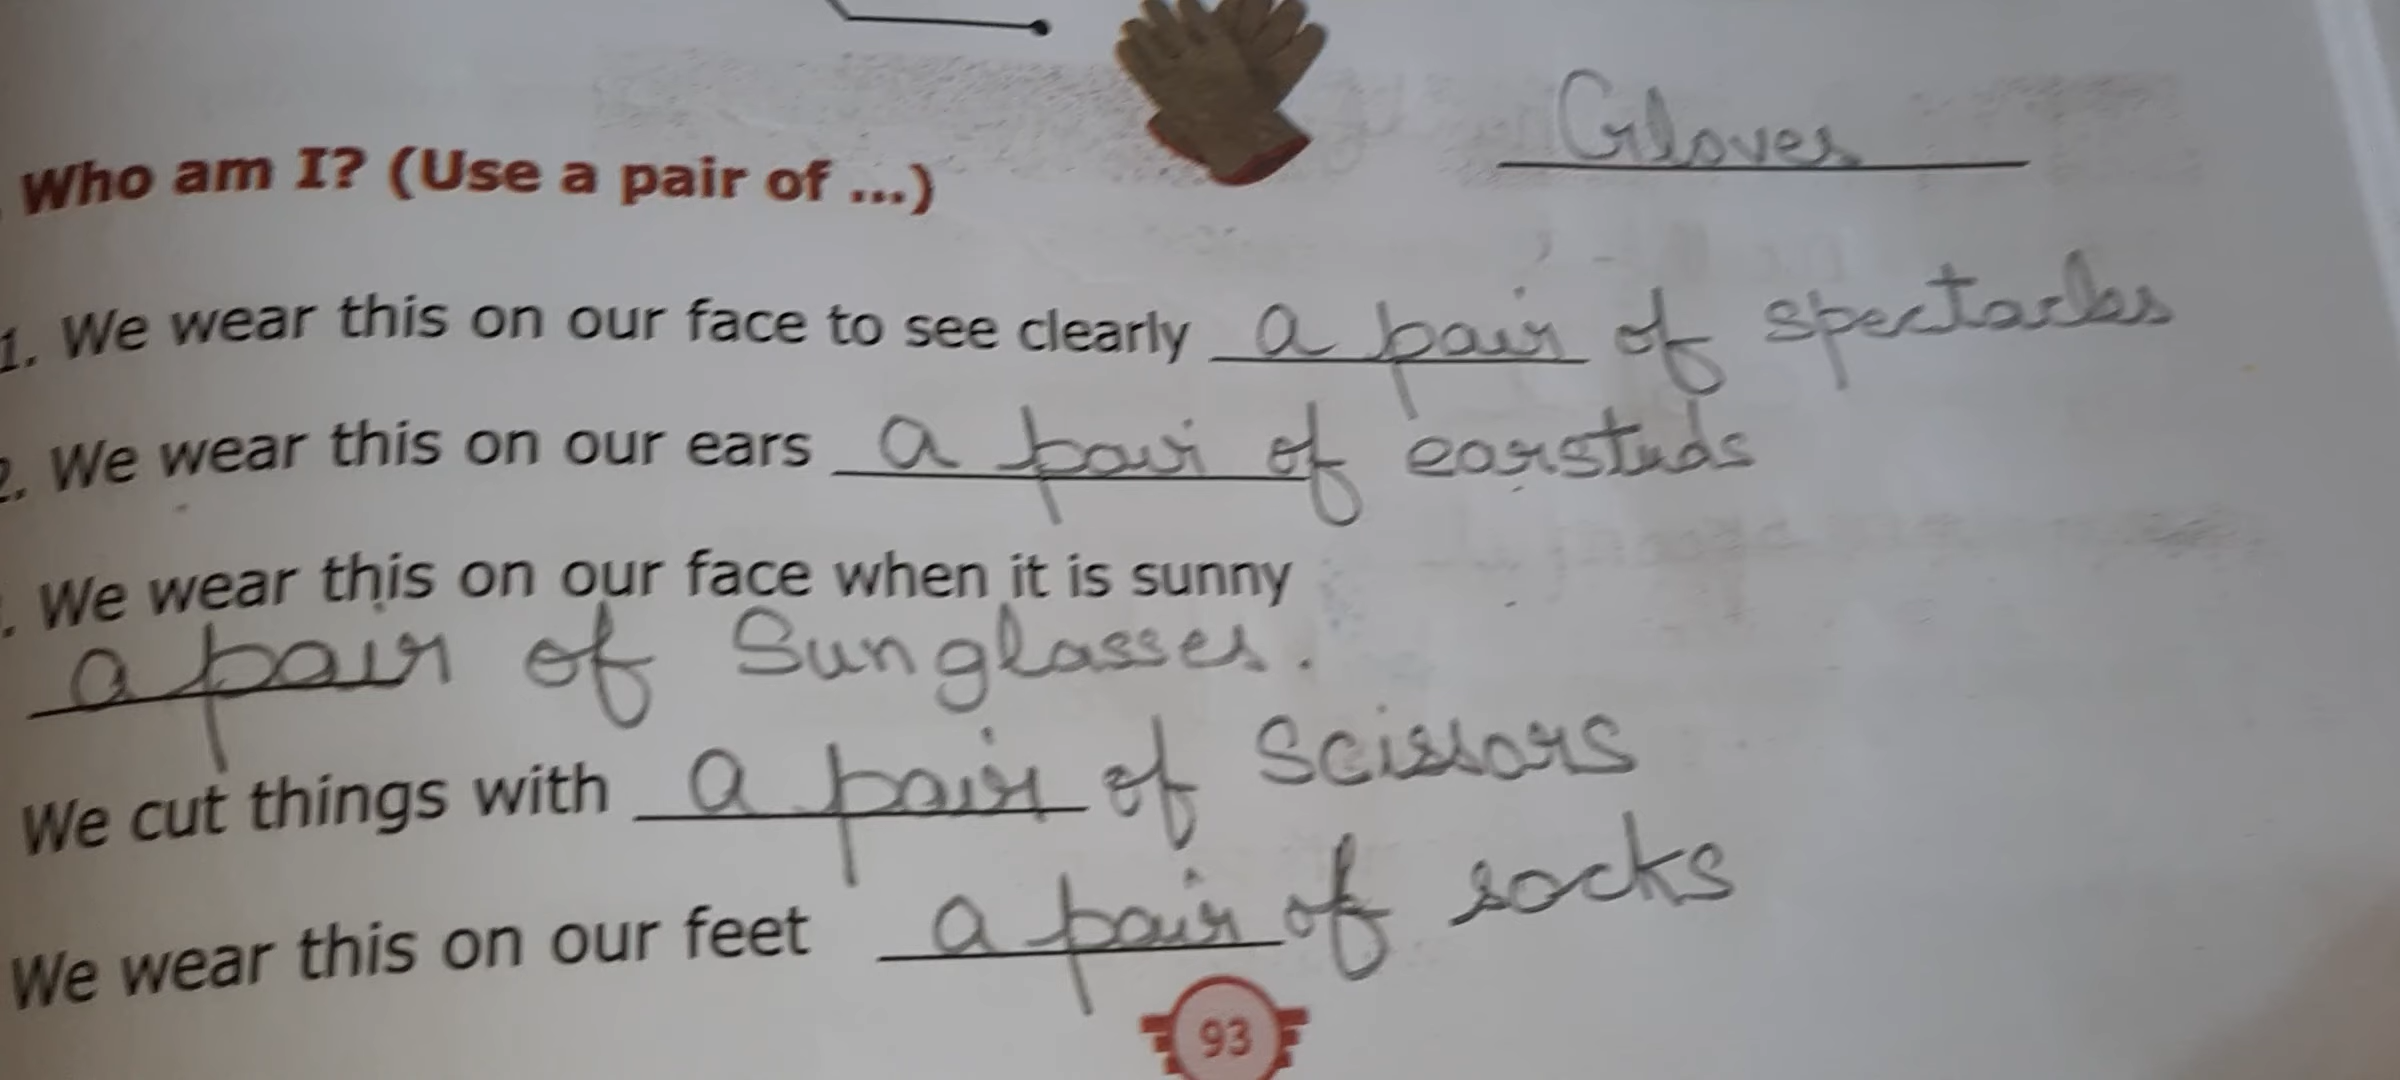 Gloves
Who am I? (Use a pair of ...)
1. We wear this on our face to see clearly a pair of spectacles
2. We wear this on our ears a pair of earstuds
. We wear this on our face when it is sunny
a pair of Sunglasses.
We cut things with a pair of Scissors
We wear this on our feet a pair of socks
93